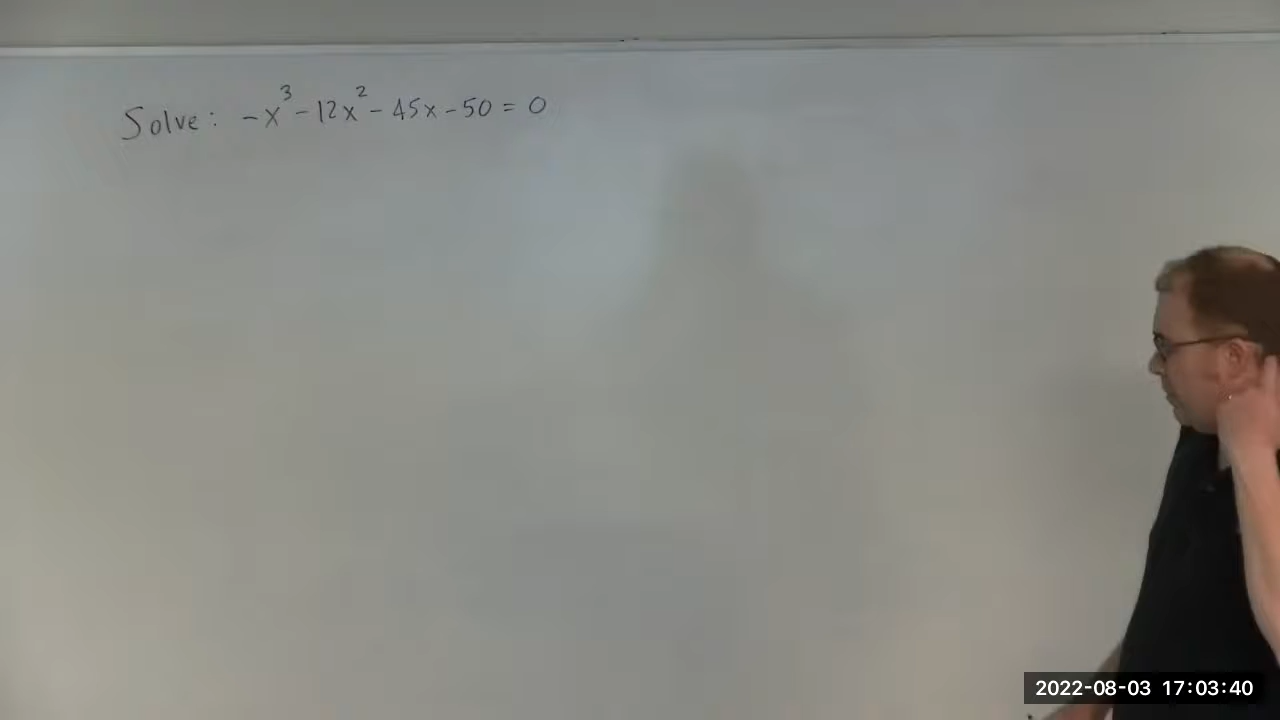 Solve: -x³ - 12x² - 45x - 50 = 0
2022-08-03 17:03:40